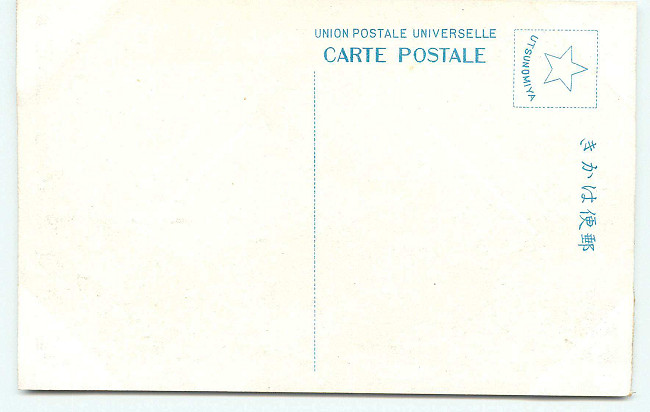 UNION POSTALE UNIVERSELLE
CARTE POSTALE
UTSUNOMIYA
きかは便郵